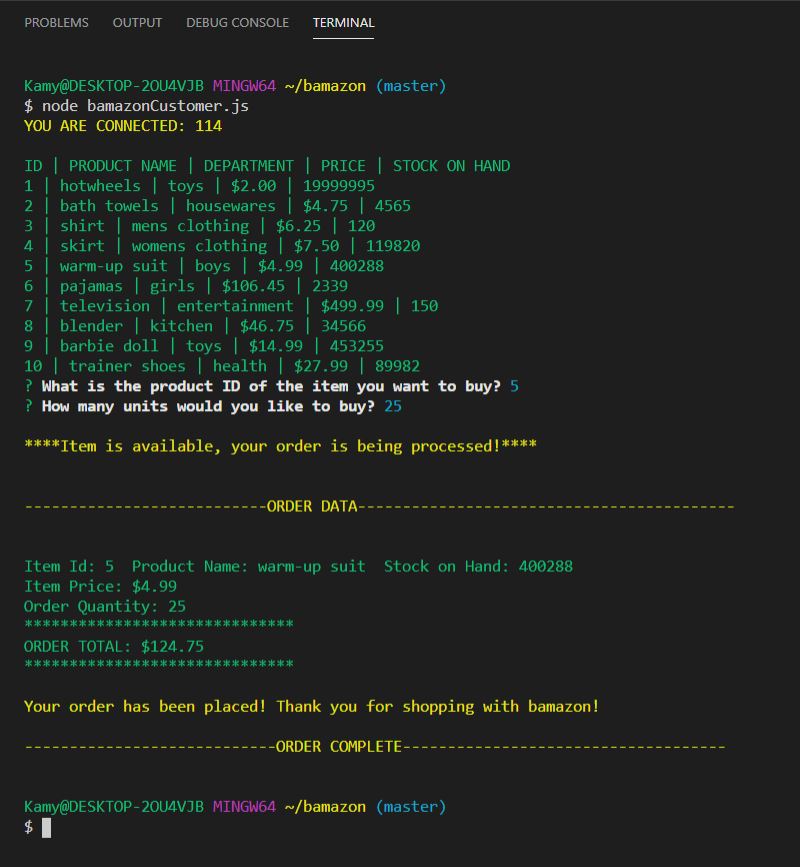 PROBLEMS OUTPUT DEBUG CONSOLE TERMINAL
Kamy@DESKTOP-2OU4VJB MINGW64 ~/bamazon (master)
$ node bamazonCustomer.js
YOU ARE CONNECTED: 114
ID | PRODUCT NAME | DEPARTMENT | PRICE | STOCK ON HAND
1 | hotwheels | toys | $2.00 | 19999995
2 | bath towels | housewares | $4.75 | 4565
3 | shirt | mens clothing | $6.25 | 120
4 | skirt | womens clothing | $7.50 | 119820
5 | warm-up suit | boys | $4.99 | 400288
6 | pajamas | girls | $106.45 | 2339
7 | television | entertainment | $499.99 | 150
8 | blender | kitchen | $46.75 | 34566
9 | barbie doll | toys | $14.99 | 453255
10 | trainer shoes | health | $27.99 | 89982
? What is the product ID of the item you want to buy? 5
? How many units would you like to buy? 25
****Item is available, your order is being processed!****
---------------------------ORDER DATA------------------------------------------
Item Id: 5  Product Name: warm-up suit  Stock on Hand: 400288
Item Price: $4.99
Order Quantity: 25
******************************
ORDER TOTAL: $124.75
******************************
Your order has been placed! Thank you for shopping with bamazon!
----------------------------ORDER COMPLETE------------------------------------
Kamy@DESKTOP-2OU4VJB MINGW64 ~/bamazon (master)
$